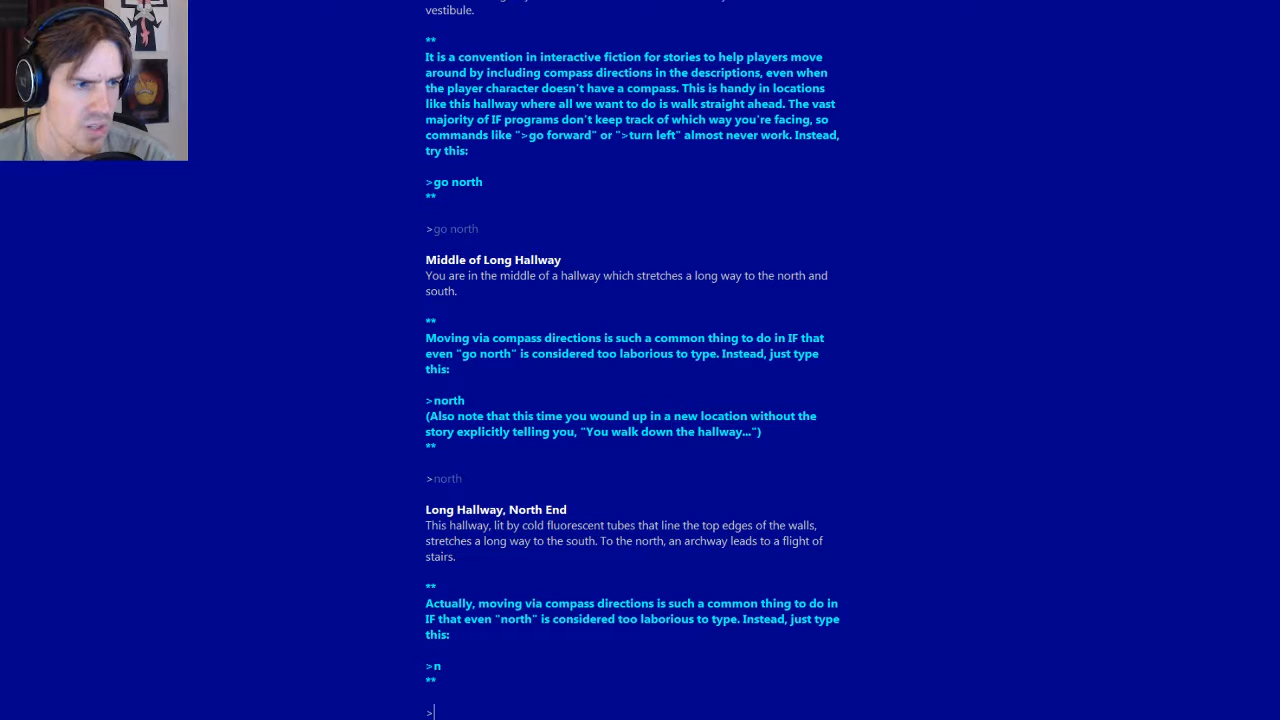 vestibule.
**
It is a convention in interactive fiction for stories to help players move
around by including compass directions in the descriptions, even when
the player character doesn't have a compass. This is handy in locations
like this hallway where all we want to do is walk straight ahead. The vast
majority of IF programs don't keep track of which way you're facing, so
commands like ">go forward" or ">turn left" almost never work. Instead,
try this:
>go north
**
>go north
Middle of Long Hallway
You are in the middle of a hallway which stretches a long way to the north and
south.
**
Moving via compass directions is such a common thing to do in IF that
even "go north" is considered too laborious to type. Instead, just type
this:
>north
(Also note that this time you wound up in a new location without the
story explicitly telling you, "You walk down the hallway...")
**
>north
Long Hallway, North End
This hallway, lit by cold fluorescent tubes that line the top edges of the walls,
stretches a long way to the south. To the north, an archway leads to a flight of
stairs.
**
Actually, moving via compass directions is such a common thing to do in
IF that even "north" is considered too laborious to type. Instead, just type
this:
>n
**
>